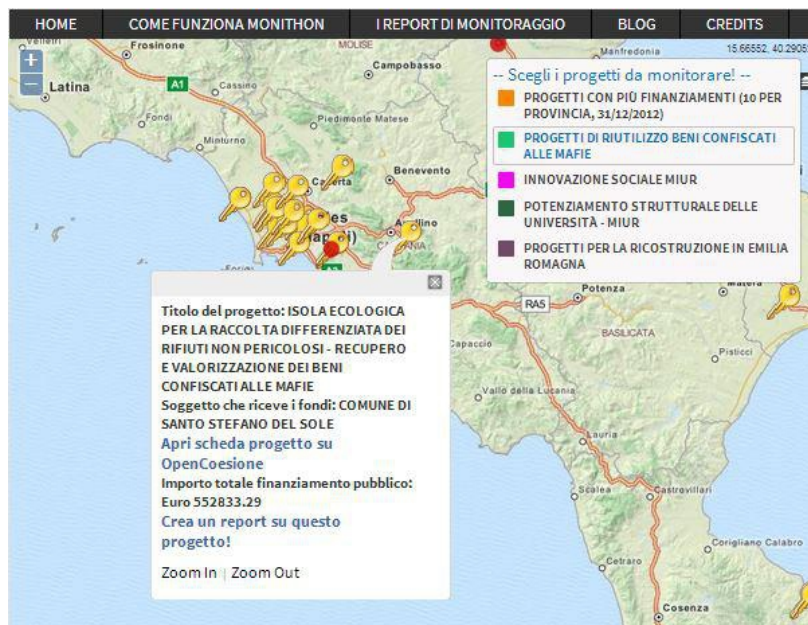 HOME COME FUNZIONA MONITHON I REPORT DI MONITORAGGIO BLOG CREDITS
Velletri
Frosinone
MOLISE
Campobasso
Manfredonia
15.66552, 40.2906
Latina
A1
Cassino
Fondi
Piedimonte Matese
Minturno
Benevento
-- Scegli i progetti da monitorare! --
PROGETTI CON PIÙ FINANZIAMENTI (10 PER
PROVINCIA, 31/12/2012)
PROGETTI DI RIUTILIZO BENI CONFISCATI
ALLE MAFIE
INNOVAZIONE SOCIALE MIUR
POTENZIAMENTO STRUTTURALE DELLE
UNIVERSITÀ - MIUR
PROGETTI PER LA RICOSTRUZIONE IN EMILIA
ROMAGNA
Titolo del progetto: ISOLA ECOLOGICA
PER LA RACCOLTA DIFFERENZIATA DEI
RIFIUTI NON PERICOLOSI - RECUPERO
E VALORIZZAZIONE DEI BENI
CONFISCATI ALLE MAFIE
Soggetto che riceve i fondi: COMUNE DI
SANTO STEFANO DEL SOLE
Apri scheda progetto su
OpenCoesione
Importo totale finanziamento pubblico:
Euro 552833.29
Crea un report su questo
progetto!
Zoom In | Zoom Out
Potenza
RA5
Matera
BASILICATA
Capaccio
Pisticci
Vallo della Lucania
Lauria
Scalea
Castrovillari
Corigliano Calabro
Cetraro
Cosenza